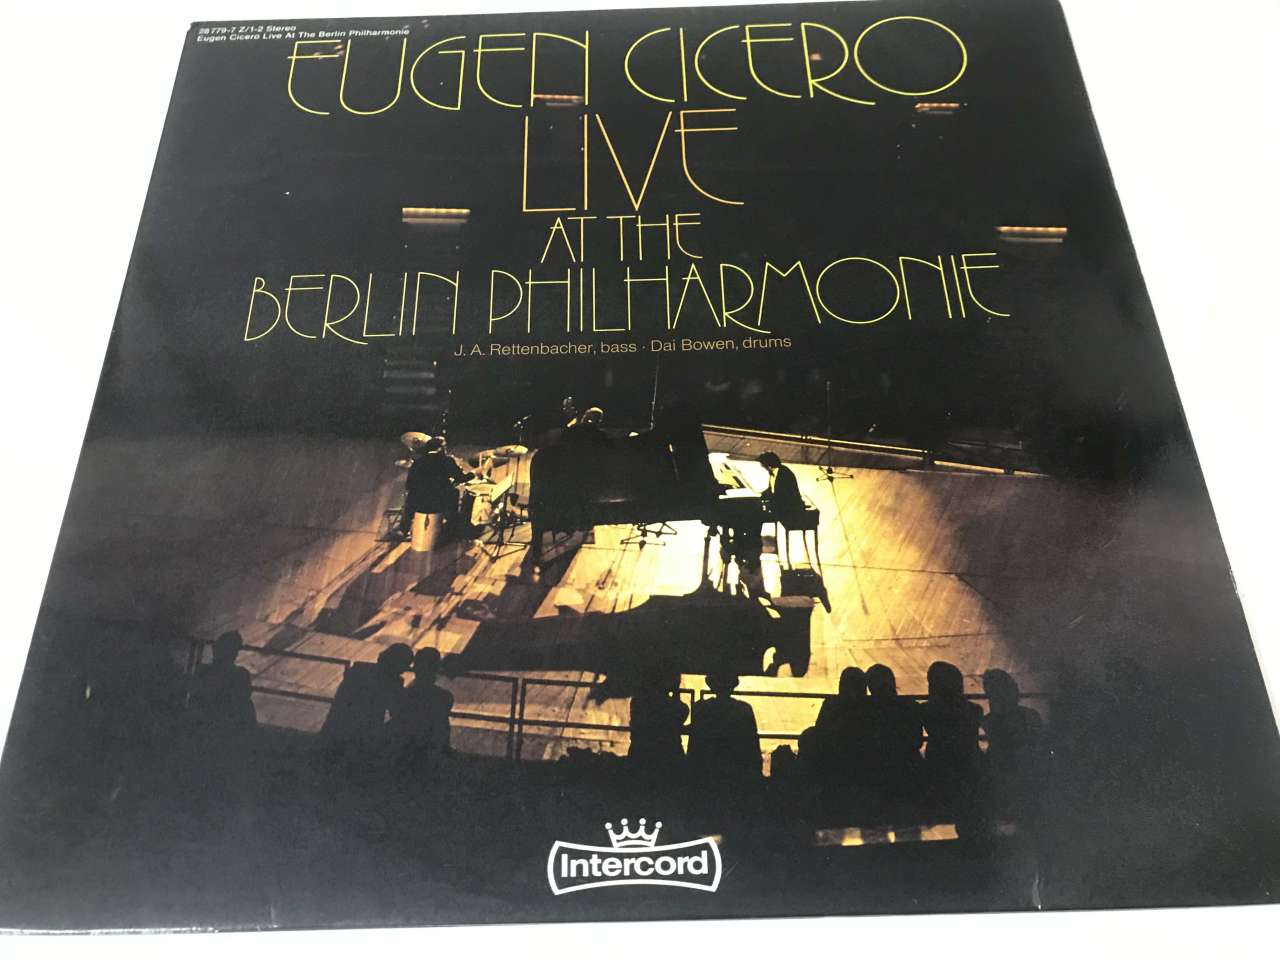 28 779-7 Z/1-2 Stereo
Eugen Cicero Live At The Berlin Philharmonie
EUGEN CICERO
LIVE
AT THE
BERLIN PHILHARMONIE
J. A. Rettenbacher, bass · Dai Bowen, drums
Intercord